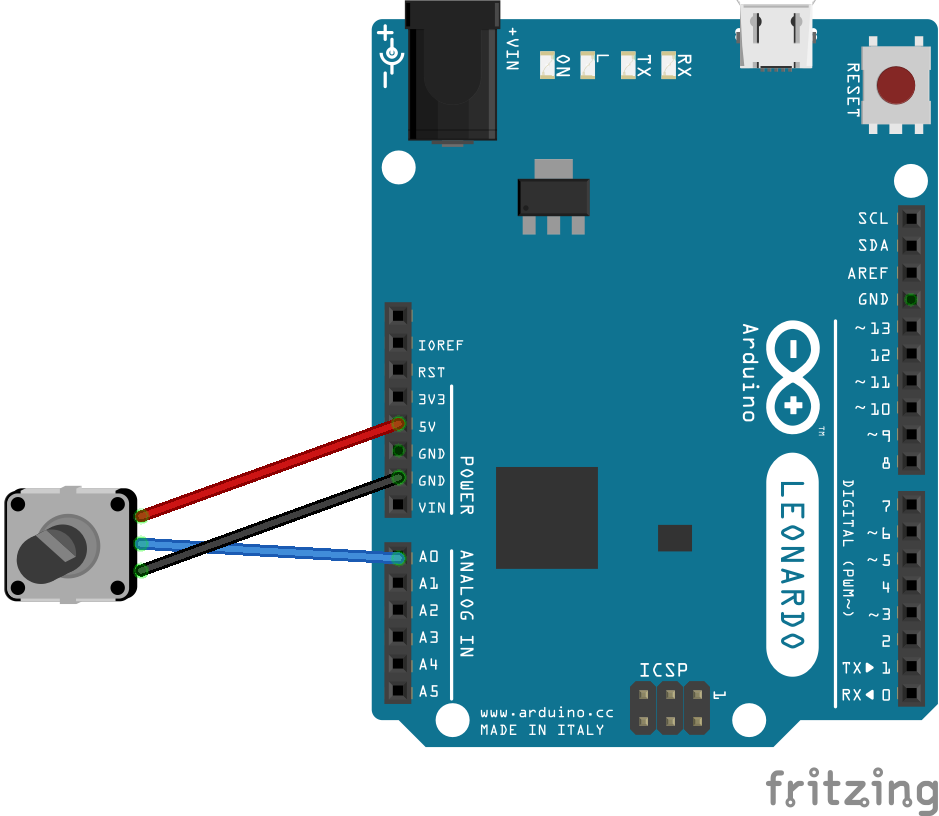 +VIN
ON
L
TX
RX
RESET
SCL
SDA
AREF
GND
~13
12
~11
~10
~9
8
IOREF
RST
3V3
5V
GND
GND
VIN
POWER
Arduino
TM
LEONARDO
DIGITAL (PWM~)
7
~6
~5
4
~3
2
TX▶ 1
RX◀ 0
A0
A1
A2
A3
A4
A5
ANALOG IN
ICSP
1
www.arduino.cc
MADE IN ITALY
fritzing